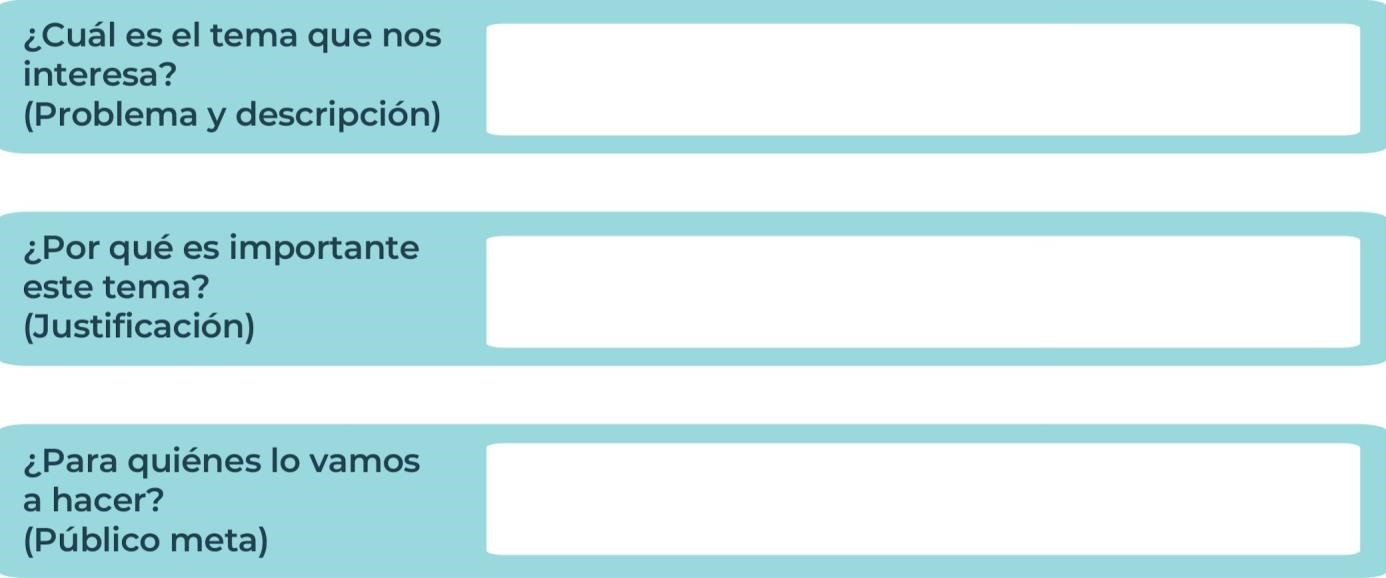 ¿Cuál es el tema que nos
interesa?
(Problema y descripción)
¿Por qué es importante
este tema?
(Justificación)
¿Para quiénes lo vamos
a hacer?
(Público meta)